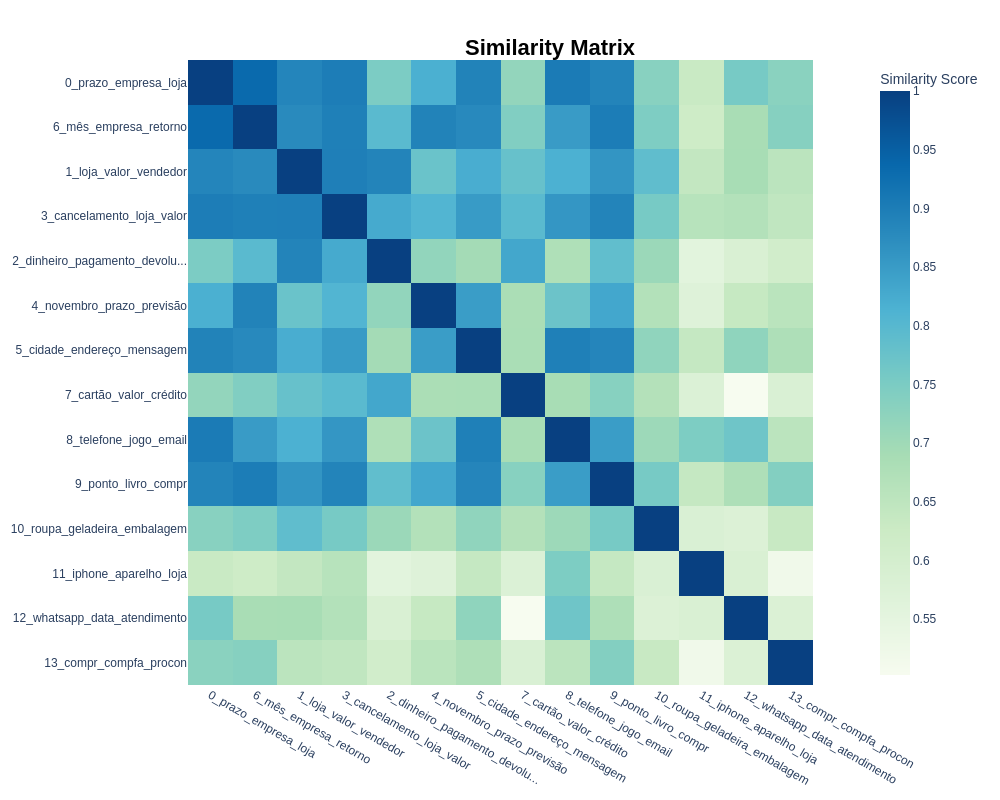 Similarity Matrix
Similarity Score
0_prazo_empresa_loja
6_mês_empresa_retorno
1_loja_valor_vendedor
3_cancelamento_loja_valor
2_dinheiro_pagamento_devolu...
4_novembro_prazo_previsão
5_cidade_endereço_mensagem
7_cartão_valor_crédito
8_telefone_jogo_email
9_ponto_livro_compr
10_roupa_geladeira_embalagem
11_iphone_aparelho_loja
12_whatsapp_data_atendimento
13_compr_compfa_procon
0_prazo_empresa_loja
6_mês_empresa_retorno
1_loja_valor_vendedor
3_cancelamento_loja_valor
2_dinheiro_pagamento_devolu...
4_novembro_prazo_previsão
5_cidade_endereço_mensagem
7_cartão_valor_crédito
8_telefone_jogo_email
9_ponto_livro_compr
10_roupa_geladeira_embalagem
11_iphone_aparelho_loja
12_whatsapp_data_atendimento
13_compr_compfa_procon
1
0.95
0.9
0.85
0.8
0.75
0.7
0.65
0.6
0.55